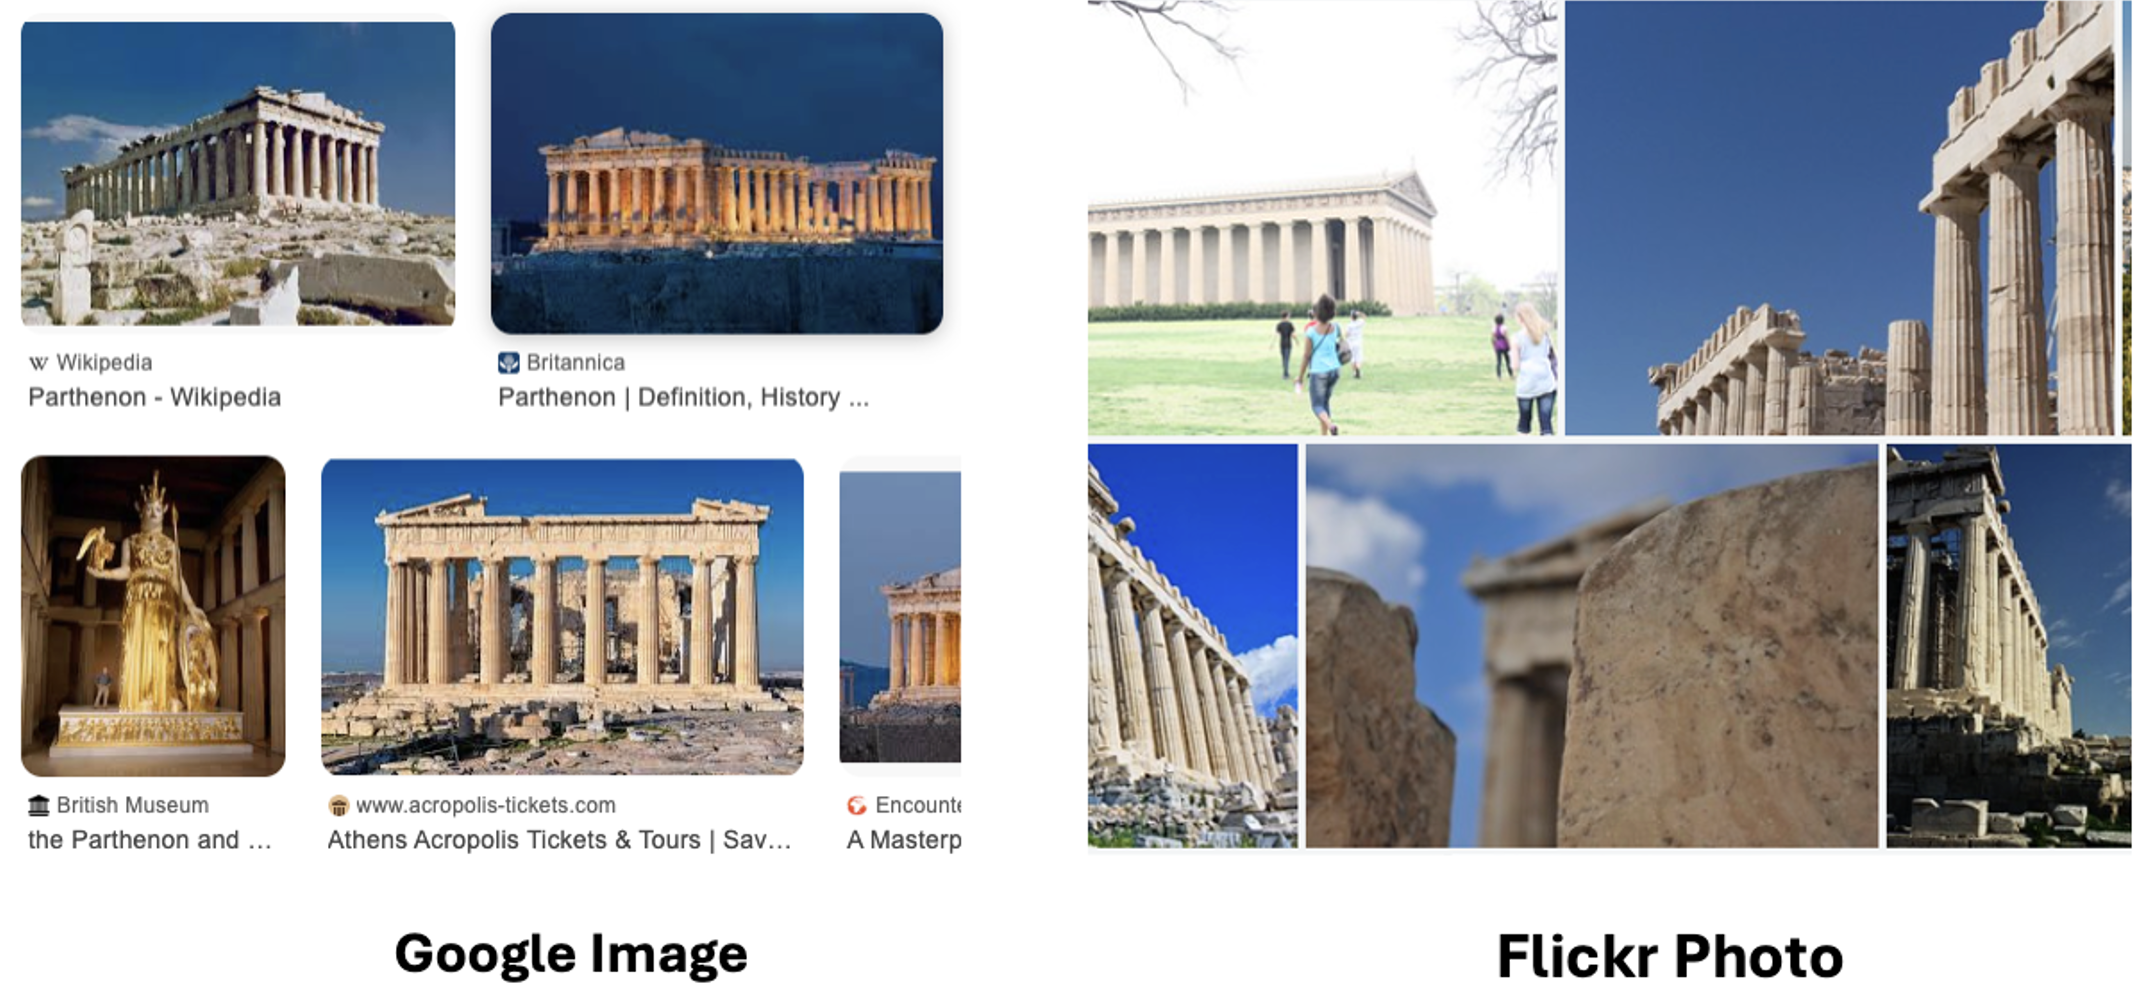 Wikipedia
Parthenon - Wikipedia
Britannica
Parthenon | Definition, History ...
British Museum
the Parthenon and ...
www.acropolis-tickets.com
Athens Acropolis Tickets & Tours | Sav...
Encounte
A Masterp
Google Image
Flickr Photo